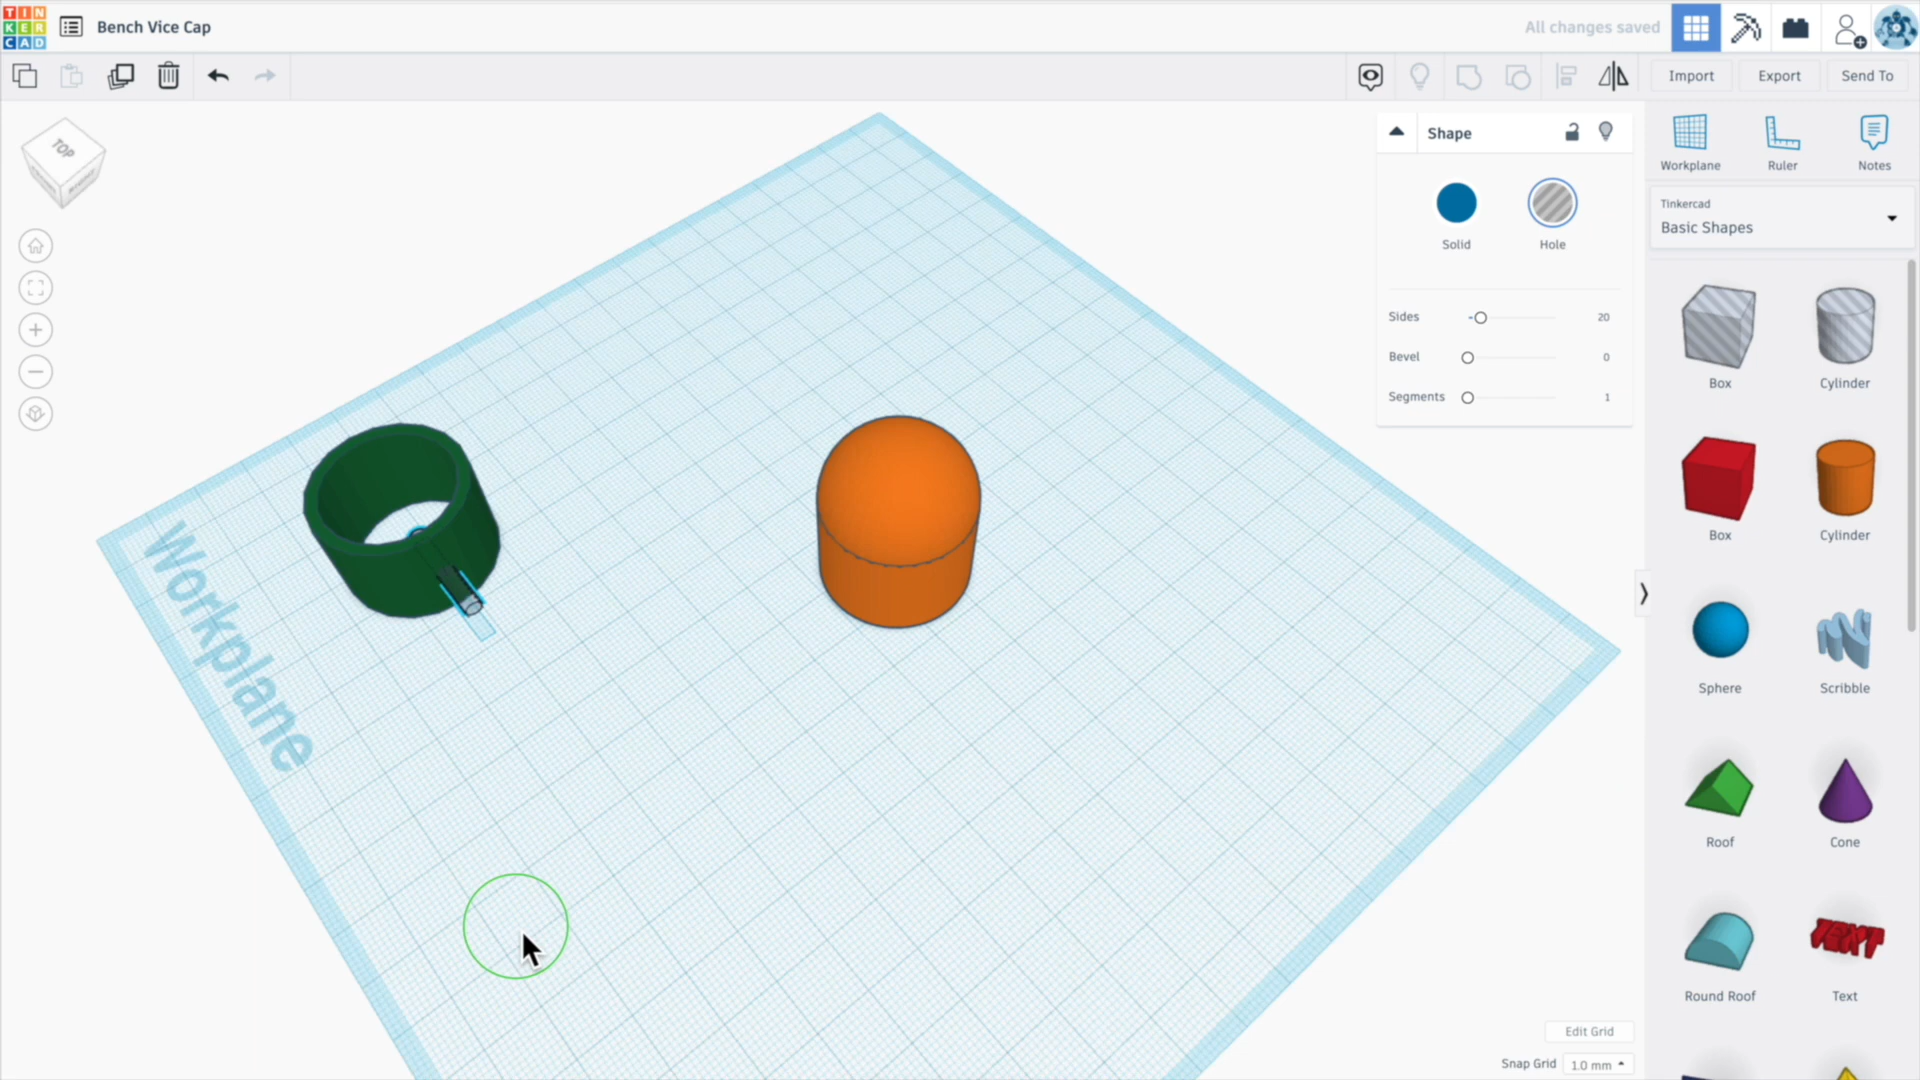 TIN
KER
CAD
Bench Vice Cap
All changes saved
Import
Export
Send To
TOP
RIGHT
Shape
Solid
Hole
Sides
20
Bevel
0
Segments
1
Workplane
Ruler
Notes
Tinkercad
Basic Shapes
Box
Cylinder
Box
Cylinder
Sphere
Scribble
Roof
Cone
TEXT
Round Roof
Text
Workplane
Edit Grid
Snap Grid
1.0 mm